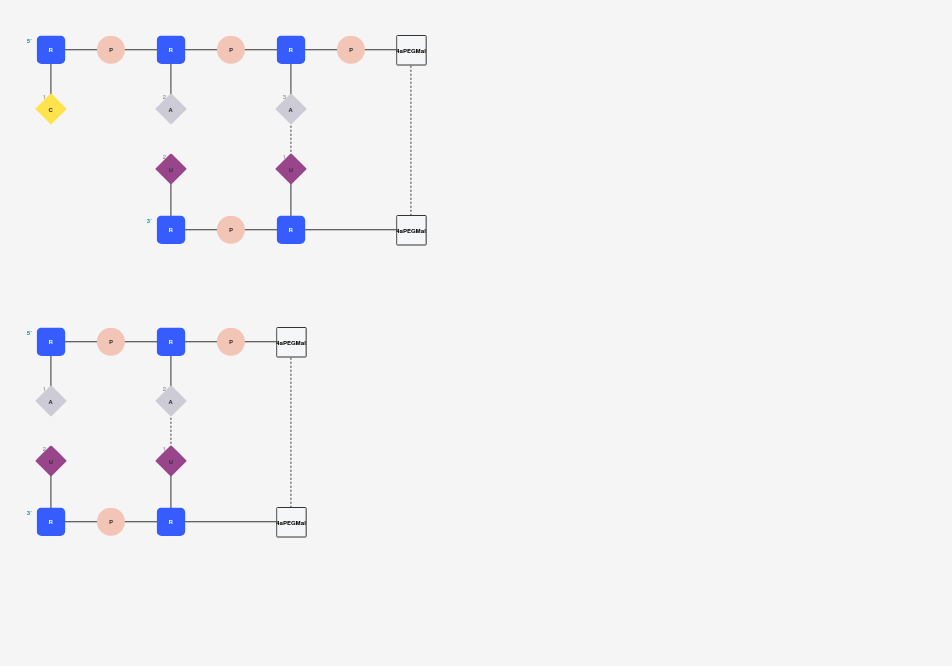 5' R P R P R P 4aPEGMal
1 2 3
C A A
2 1
U U
3' R P R 4aPEGMal
5' R P R P 4aPEGMal
1 2
A A
2 1
U U
3' R P R 4aPEGMal